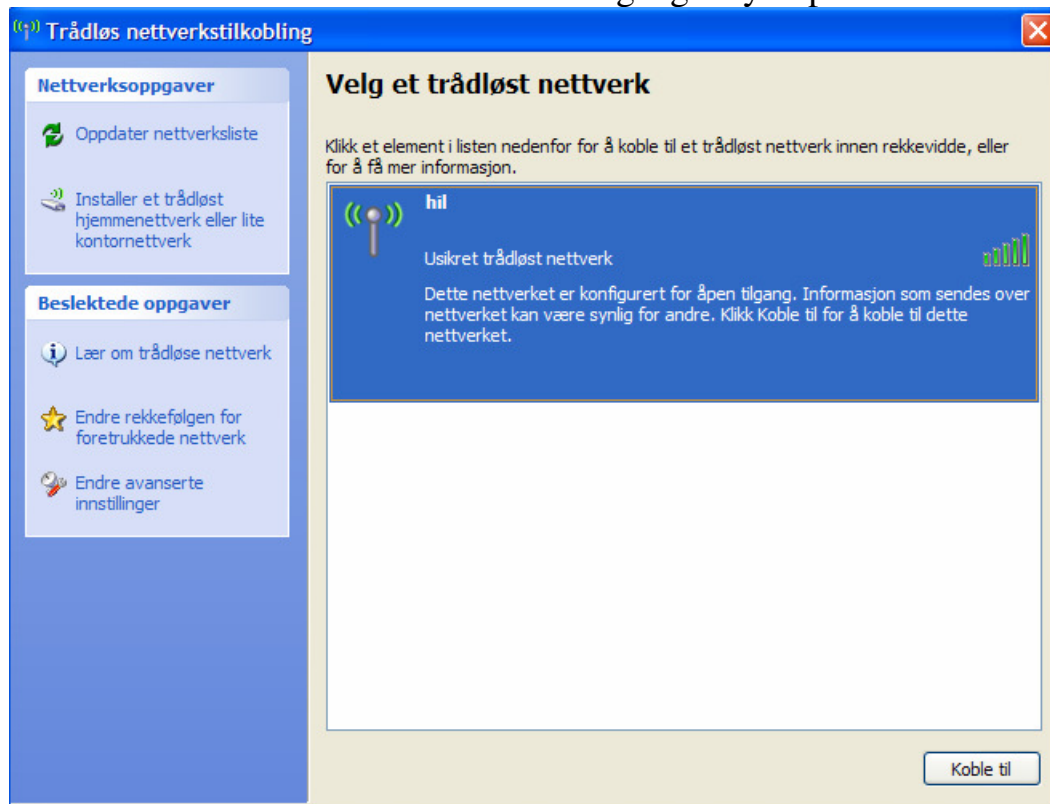 Trådløs nettverkstilkobling
Nettverksoppgaver
Oppdater nettverksliste
Installer et trådløst
hjemmenettverk eller lite
kontornettverk
Beslektede oppgaver
Lær om trådløse nettverk
Endre rekkefølgen for
foretrukkede nettverk
Endre avanserte
innstillinger
Velg et trådløst nettverk
Klikk et element i listen nedenfor for å koble til et trådløst nettverk innen rekkevidde, eller
for å få mer informasjon.
hil
Usikret trådløst nettverk
Dette nettverket er konfigurert for åpen tilgang. Informasjon som sendes over
nettverket kan være synlig for andre. Klikk Koble til for å koble til dette
nettverket.
Koble til